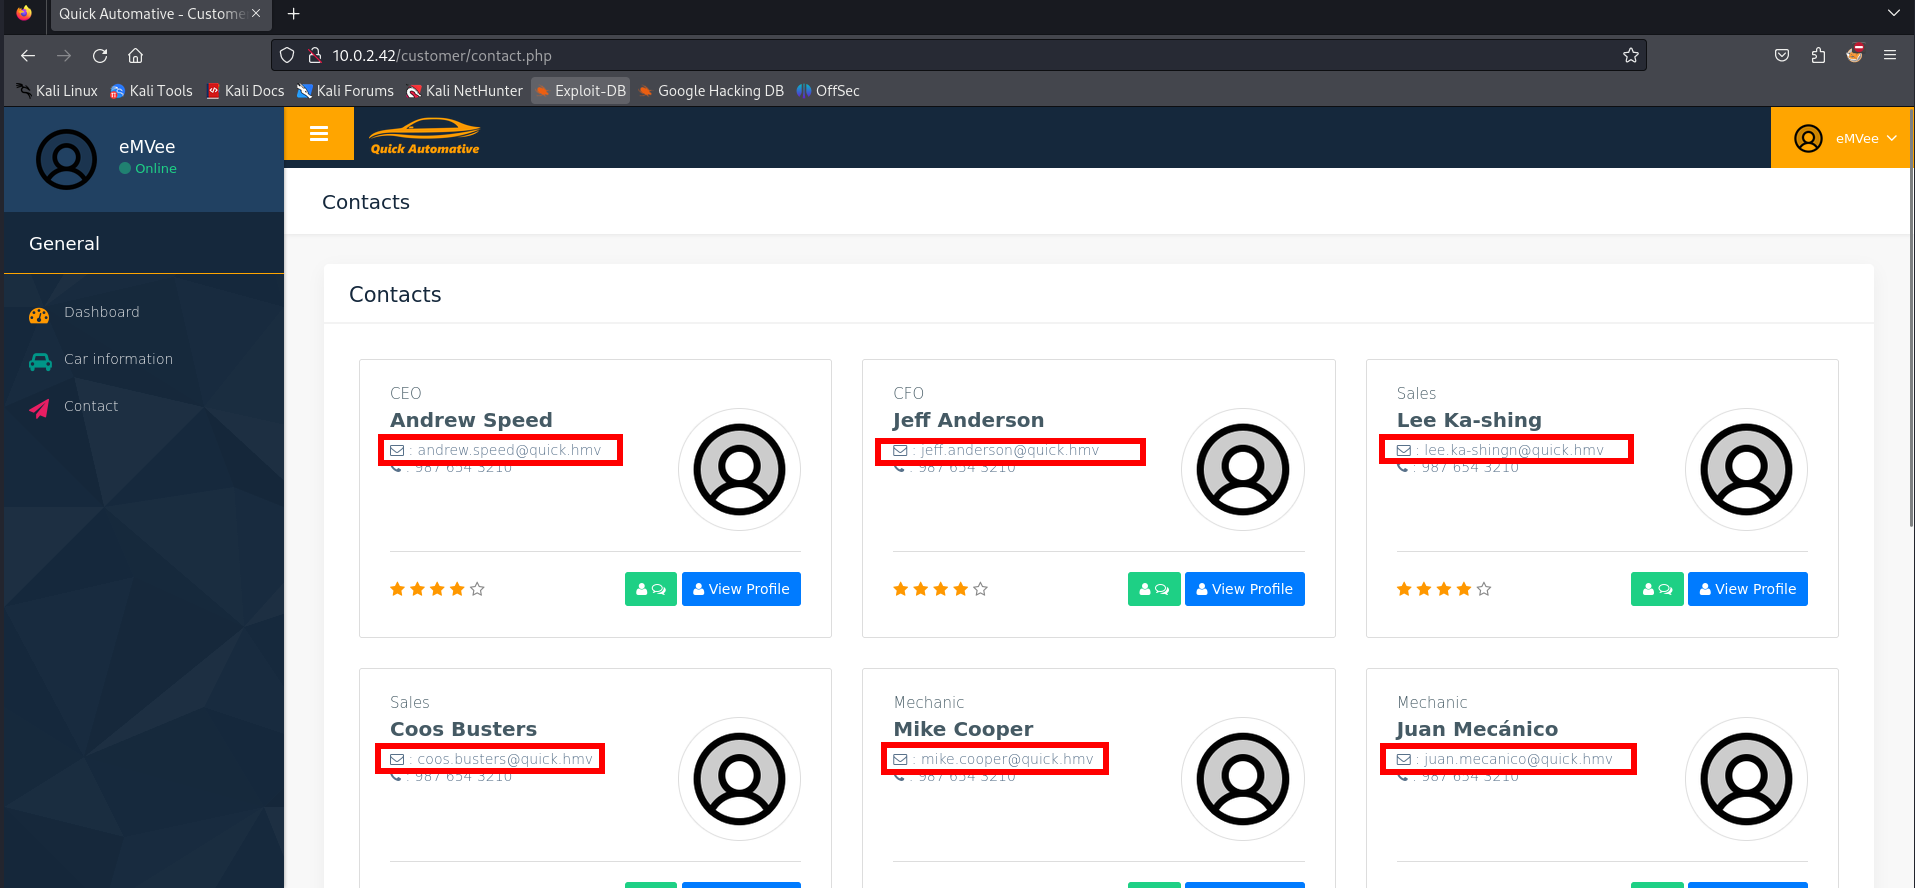 Quick Automative - Custome
10.0.2.42/customer/contact.php
Kali Linux Kali Tools Kali Docs Kali Forums Kali NetHunter Exploit-DB Google Hacking DB OffSec
eMVee
Online
Quick Automative
eMVee
General
Dashboard
Car information
Contact
Contacts
Contacts
CEO
Andrew Speed
: andrew.speed@quick.hmv
: 987 654 3210
View Profile
CFO
Jeff Anderson
: jeff.anderson@quick.hmv
: 987 654 3210
View Profile
Sales
Lee Ka-shing
: lee.ka-shingn@quick.hmv
: 987 654 3210
View Profile
Sales
Coos Busters
: coos.busters@quick.hmv
: 987 654 3210
Mechanic
Mike Cooper
: mike.cooper@quick.hmv
: 987 654 3210
Mechanic
Juan Mecánico
: juan.mecanico@quick.hmv
: 987 654 3210